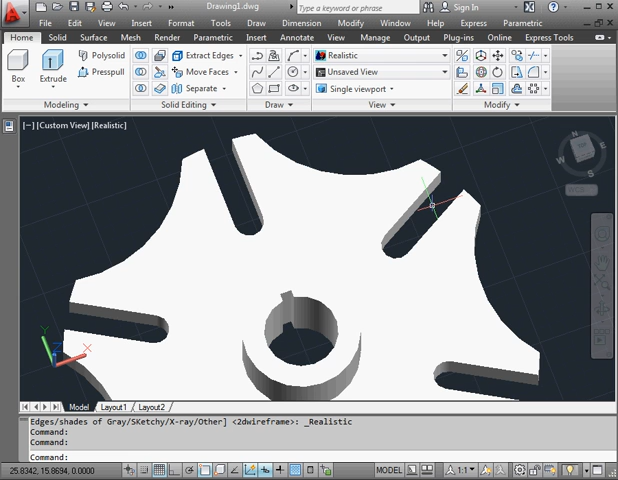 Drawing1.dwg
Type a keyword or phrase
Sign In
File Edit View Insert Format Tools Draw Dimension Modify Window Help Express Parametric
Home Solid Surface Mesh Render Parametric Insert Annotate View Manage Output Plug-ins Online Express Tools
Box
Extrude
Polysolid
Presspull
Modeling
Extract Edges
Move Faces
Separate
Solid Editing
Draw
Realistic
Unsaved View
Single viewport
View
Modify
[−] [Custom View] [Realistic]
N
W E
S
TOP
WCS
Y
Z
X
Model Layout1 Layout2
Edges/shades of Gray/SKetchy/X-ray/Other] <2dwireframe>: _Realistic
Command:
Command:
Command:
25.8342, 15.8694, 0.0000
MODEL
1:1